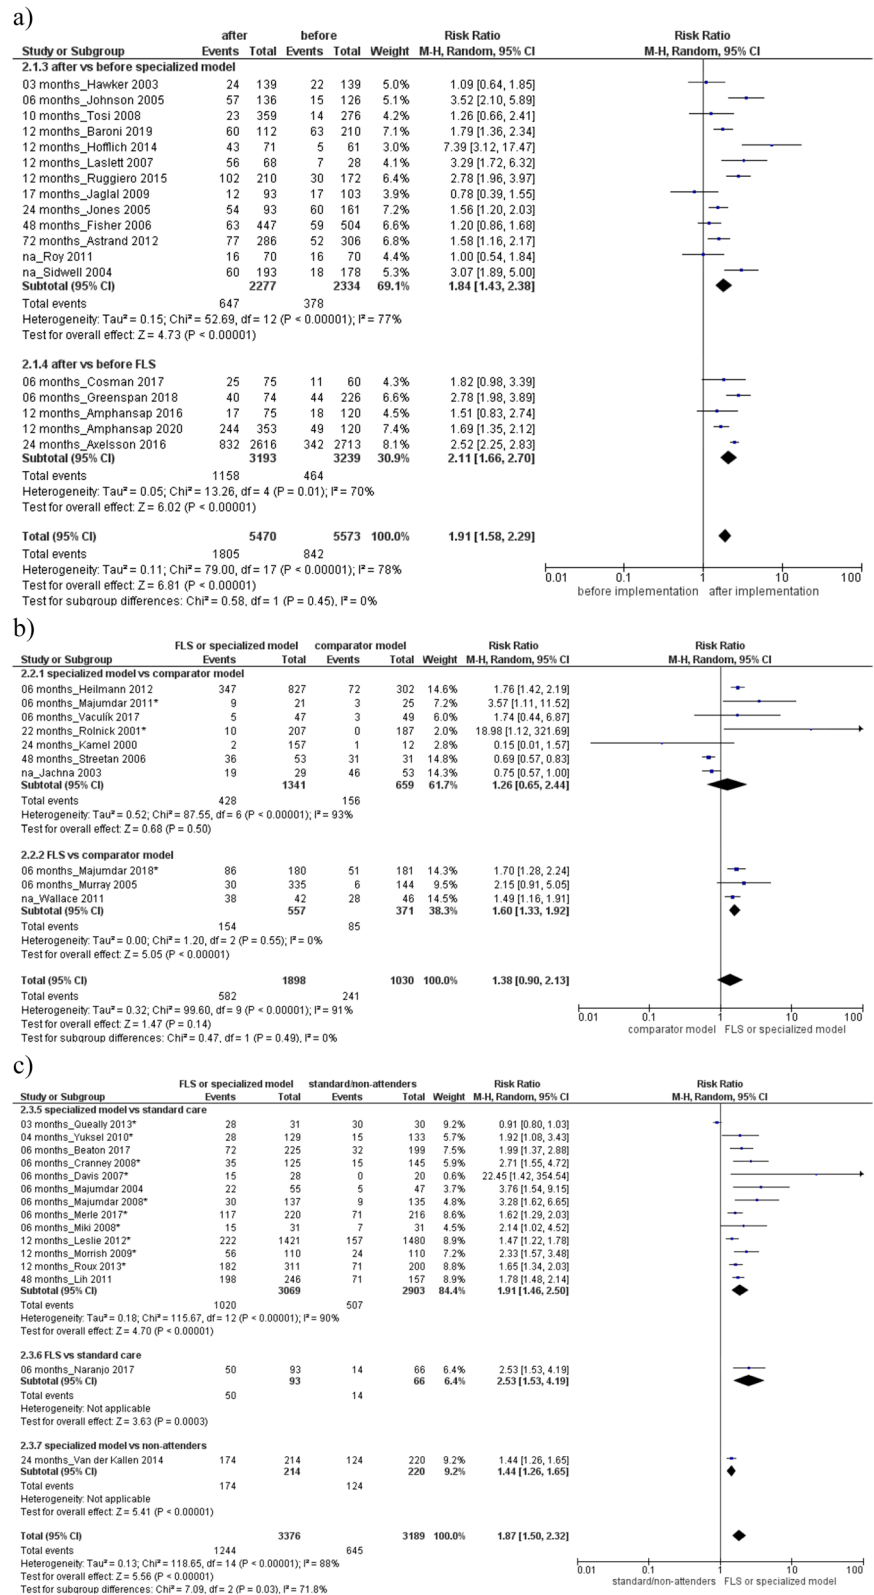 a)
after before Risk Ratio Risk Ratio
Study or Subgroup Events Total Events Total Weight M-H, Random, 95% CI M-H, Random, 95% CI
2.1.3 after vs before specialized model
03 months_Hawker 2003 24 139 22 139 5.0% 1.09 [0.64, 1.85]
06 months_Johnson 2005 57 136 15 126 5.1% 3.52 [2.10, 5.89]
10 months_Tosi 2008 23 359 14 276 4.2% 1.26 [0.66, 2.41]
12 months_Baroni 2019 60 112 63 210 7.1% 1.79 [1.36, 2.34]
12 months_Hofflich 2014 43 71 5 61 3.0% 7.39 [3.12, 17.47]
12 months_Laslett 2007 56 68 7 28 4.1% 3.29 [1.72, 6.32]
12 months_Ruggiero 2015 102 210 30 172 6.4% 2.78 [1.96, 3.97]
17 months_Jaglal 2009 12 93 17 103 3.9% 0.78 [0.39, 1.55]
24 months_Jones 2005 54 93 60 161 7.2% 1.56 [1.20, 2.03]
48 months_Fisher 2006 63 447 59 504 6.6% 1.20 [0.86, 1.68]
72 months_Astrand 2012 77 286 52 306 6.8% 1.58 [1.16, 2.17]
na_Roy 2011 16 70 16 70 4.4% 1.00 [0.54, 1.84]
na_Sidwell 2004 60 193 18 178 5.3% 3.07 [1.89, 5.00]
Subtotal (95% CI) 2277 2334 69.1% 1.84 [1.43, 2.38]
Total events 647 378
Heterogeneity: Tau² = 0.15; Chi² = 52.69, df = 12 (P < 0.00001); I² = 77%
Test for overall effect: Z = 4.73 (P < 0.00001)
2.1.4 after vs before FLS
06 months_Cosman 2017 25 75 11 60 4.3% 1.82 [0.98, 3.39]
06 months_Greenspan 2018 40 74 44 226 6.6% 2.78 [1.98, 3.89]
12 months_Amphansap 2016 17 75 18 120 4.5% 1.51 [0.83, 2.74]
12 months_Amphansap 2020 244 353 49 120 7.4% 1.69 [1.35, 2.12]
24 months_Axelsson 2016 832 2616 342 2713 8.1% 2.52 [2.25, 2.83]
Subtotal (95% CI) 3193 3239 30.9% 2.11 [1.66, 2.70]
Total events 1158 464
Heterogeneity: Tau² = 0.05; Chi² = 13.26, df = 4 (P = 0.01); I² = 70%
Test for overall effect: Z = 6.02 (P < 0.00001)
Total (95% CI) 5470 5573 100.0% 1.91 [1.58, 2.29]
Total events 1805 842
Heterogeneity: Tau² = 0.11; Chi² = 79.00, df = 17 (P < 0.00001); I² = 78%
Test for overall effect: Z = 6.81 (P < 0.00001)
Test for subgroup differences: Chi² = 0.58, df = 1 (P = 0.45), I² = 0%
0.01 0.1 1 10 100
before implementation after implementation
b)
FLS or specialized model comparator model Risk Ratio Risk Ratio
Study or Subgroup Events Total Events Total Weight M-H, Random, 95% CI M-H, Random, 95% CI
2.2.1 specialized model vs comparator model
06 months_Heilmann 2012 347 827 72 302 14.6% 1.76 [1.42, 2.19]
06 months_Majumdar 2011* 9 21 3 25 7.2% 3.57 [1.11, 11.52]
06 months_Vaculík 2017 5 47 3 49 6.0% 1.74 [0.44, 6.87]
22 months_Rolnick 2001* 10 207 0 187 2.0% 18.98 [1.12, 321.69]
24 months_Kamel 2000 2 157 1 12 2.8% 0.15 [0.01, 1.57]
48 months_Streetan 2006 36 53 31 31 14.8% 0.69 [0.57, 0.83]
na_Jachna 2003 19 29 46 53 14.3% 0.75 [0.57, 1.00]
Subtotal (95% CI) 1341 659 61.7% 1.26 [0.65, 2.44]
Total events 428 156
Heterogeneity: Tau² = 0.52; Chi² = 87.55, df = 6 (P < 0.00001); I² = 93%
Test for overall effect: Z = 0.68 (P = 0.50)
2.2.2 FLS vs comparator model
06 months_Majumdar 2018* 86 180 51 181 14.3% 1.70 [1.28, 2.24]
06 months_Murray 2005 30 335 6 144 9.5% 2.15 [0.91, 5.05]
na_Wallace 2011 38 42 28 46 14.5% 1.49 [1.16, 1.91]
Subtotal (95% CI) 557 371 38.3% 1.60 [1.33, 1.92]
Total events 154 85
Heterogeneity: Tau² = 0.00; Chi² = 1.20, df = 2 (P = 0.55); I² = 0%
Test for overall effect: Z = 5.05 (P < 0.00001)
Total (95% CI) 1898 1030 100.0% 1.38 [0.90, 2.13]
Total events 582 241
Heterogeneity: Tau² = 0.32; Chi² = 99.60, df = 9 (P < 0.00001); I² = 91%
Test for overall effect: Z = 1.47 (P = 0.14)
Test for subgroup differences: Chi² = 0.47, df = 1 (P = 0.49), I² = 0%
0.01 0.1 1 10 100
comparator model FLS or specialized model
c)
FLS or specialized model standard/non-attenders Risk Ratio Risk Ratio
Study or Subgroup Events Total Events Total Weight M-H, Random, 95% CI M-H, Random, 95% CI
2.3.5 specialized model vs standard care
03 months_Queally 2013* 28 31 30 30 9.2% 0.91 [0.80, 1.03]
04 months_Yuksel 2010* 28 129 15 133 5.7% 1.92 [1.08, 3.43]
06 months_Beaton 2017 72 225 32 199 7.5% 1.99 [1.37, 2.88]
06 months_Cranney 2008* 35 125 15 145 5.9% 2.71 [1.55, 4.72]
06 months_Davis 2007* 15 28 0 20 0.6% 22.45 [1.42, 354.54]
06 months_Majumdar 2004 22 55 5 47 3.4% 3.76 [1.54, 9.15]
06 months_Majumdar 2008* 30 137 9 135 4.6% 3.28 [1.62, 6.65]
06 months_Merle 2017* 117 220 71 216 8.6% 1.62 [1.29, 2.03]
06 months_Miki 2008* 15 31 7 31 4.3% 2.14 [1.02, 4.52]
12 months_Leslie 2012* 222 1421 157 1480 8.9% 1.47 [1.22, 1.78]
12 months_Morrish 2009* 56 110 24 110 7.2% 2.33 [1.57, 3.48]
12 months_Roux 2013* 182 311 71 200 8.7% 1.65 [1.34, 2.03]
48 months_Lih 2011 198 246 71 157 8.9% 1.78 [1.48, 2.14]
Subtotal (95% CI) 3069 2903 84.4% 1.91 [1.46, 2.50]
Total events 1020 507
Heterogeneity: Tau² = 0.18; Chi² = 115.67, df = 12 (P < 0.00001); I² = 90%
Test for overall effect: Z = 4.70 (P < 0.00001)
2.3.6 FLS vs standard care
06 months_Naranjo 2017 50 93 14 66 6.4% 2.53 [1.53, 4.19]
Subtotal (95% CI) 93 66 6.4% 2.53 [1.53, 4.19]
Total events 50 14
Heterogeneity: Not applicable
Test for overall effect: Z = 3.63 (P = 0.0003)
2.3.7 specialized model vs non-attenders
24 months_Van der Kallen 2014 174 214 124 220 9.2% 1.44 [1.26, 1.65]
Subtotal (95% CI) 214 220 9.2% 1.44 [1.26, 1.65]
Total events 174 124
Heterogeneity: Not applicable
Test for overall effect: Z = 5.41 (P < 0.00001)
Total (95% CI) 3376 3189 100.0% 1.87 [1.50, 2.32]
Total events 1244 645
Heterogeneity: Tau² = 0.13; Chi² = 118.65, df = 14 (P < 0.00001); I² = 88%
Test for overall effect: Z = 5.56 (P < 0.00001)
Test for subgroup differences: Chi² = 7.09, df = 2 (P = 0.03), I² = 71.8%
0.01 0.1 1 10 100
standard/non-attenders FLS or specialized model